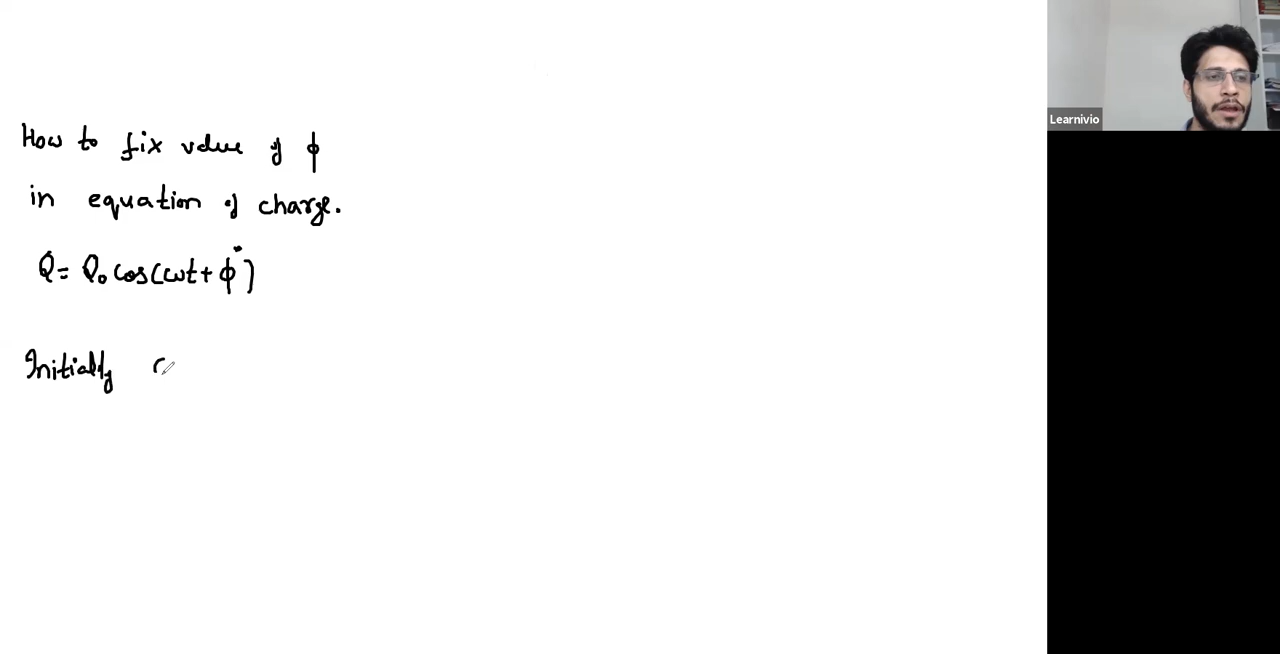 How to fix value of ϕ
in equation of charge.
Q = Q₀ cos(ωt + ϕ)
Initially
Learnivio